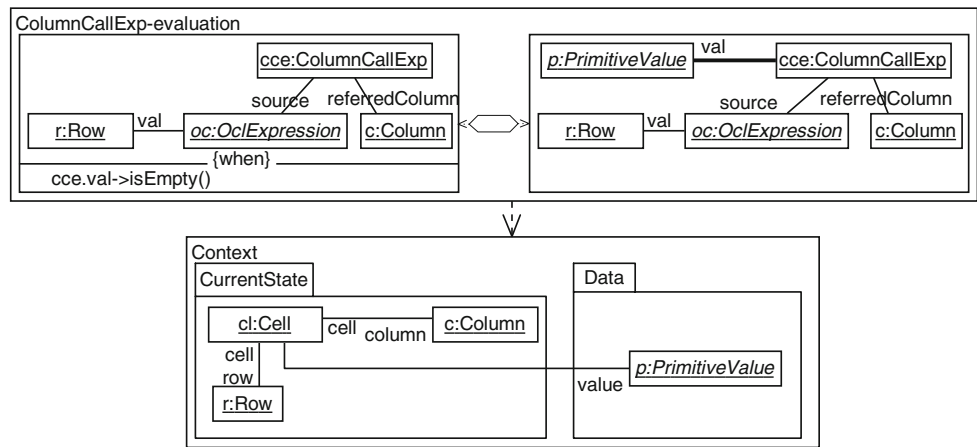 ColumnCallExp-evaluation
cce:ColumnCallExp
source
referredColumn
r:Row
val
oc:OclExpression
c:Column
{when}
cce.val->isEmpty()
p:PrimitiveValue
val
cce:ColumnCallExp
source
referredColumn
r:Row
val
oc:OclExpression
c:Column
Context
CurrentState
cl:Cell
cell
column
c:Column
cell
row
r:Row
Data
value
p:PrimitiveValue